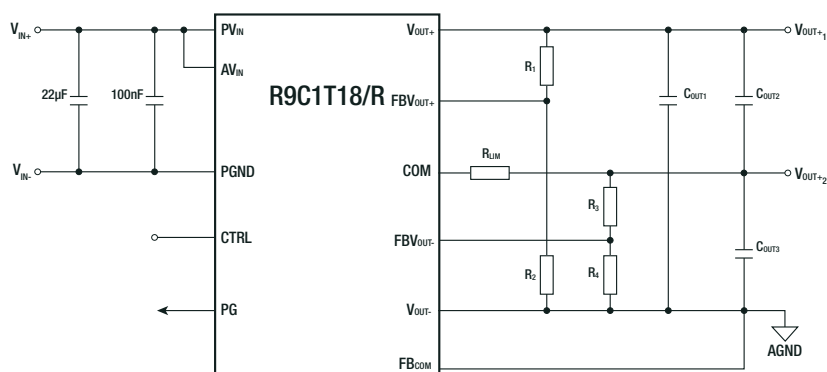 VIN+
PVIN
VOUT+
VOUT+1
AVIN
R1
22µF
100nF
R9C1T18/R
FBVOUT+
COUT1
COUT2
RLIM
VIN-
PGND
COM
VOUT+2
R3
CTRL
FBVOUT-
COUT3
R2
R4
PG
VOUT-
AGND
FBCOM